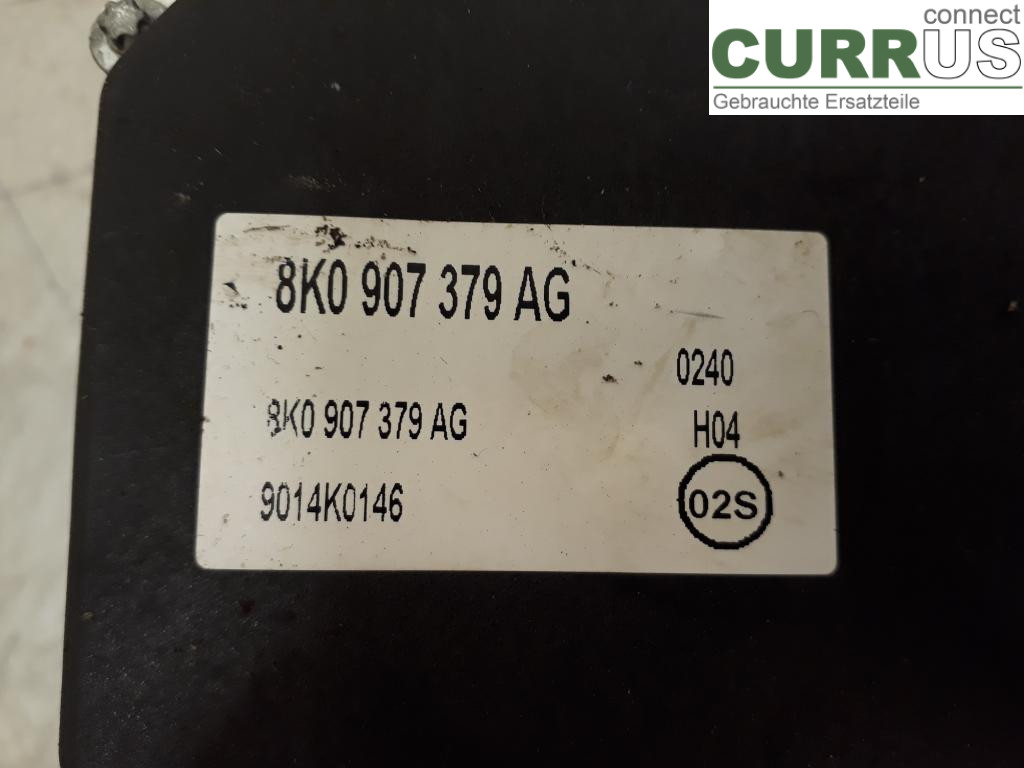 connect
CURRUS
Gebrauchte Ersatzteile
8K0 907 379 AG
0240
8K0 907 379 AG
H04
9014K0146
02S